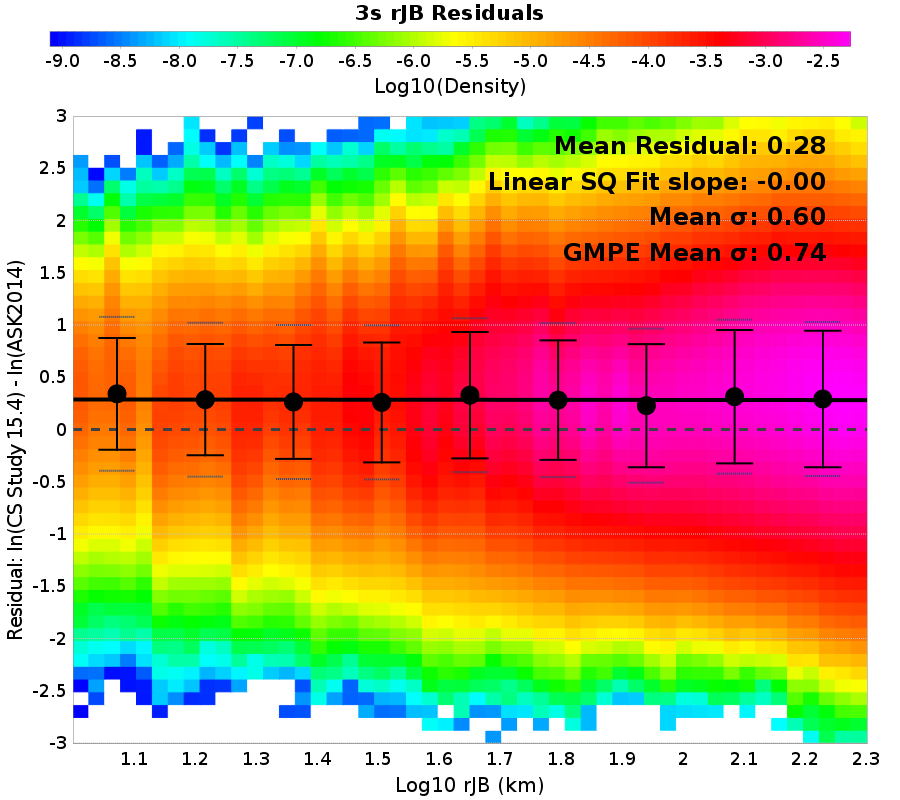 3s rJB Residuals
-9.0 -8.5 -8.0 -7.5 -7.0 -6.5 -6.0 -5.5 -5.0 -4.5 -4.0 -3.5 -3.0 -2.5
Log10(Density)
Mean Residual: 0.28
Linear SQ Fit slope: -0.00
Mean σ: 0.60
GMPE Mean σ: 0.74
Residual: ln(CS Study 15.4) - ln(ASK2014)
3
2.5
2
1.5
1
0.5
0
-0.5
-1
-1.5
-2
-2.5
-3
1.1 1.2 1.3 1.4 1.5 1.6 1.7 1.8 1.9 2 2.1 2.2 2.3
Log10 rJB (km)